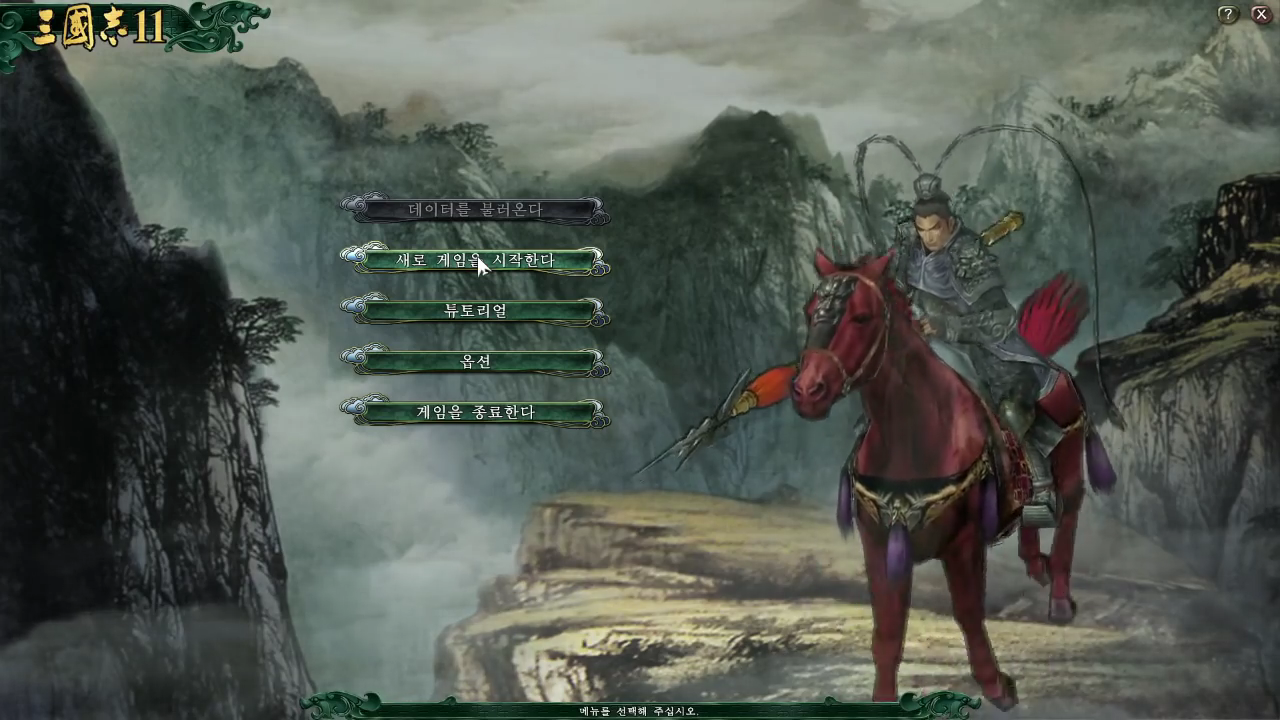 三國志11
? X
데이터를 불러온다
새로 게임을 시작한다
튜토리얼
옵션
게임을 종료한다
메뉴를 선택해 주십시오.